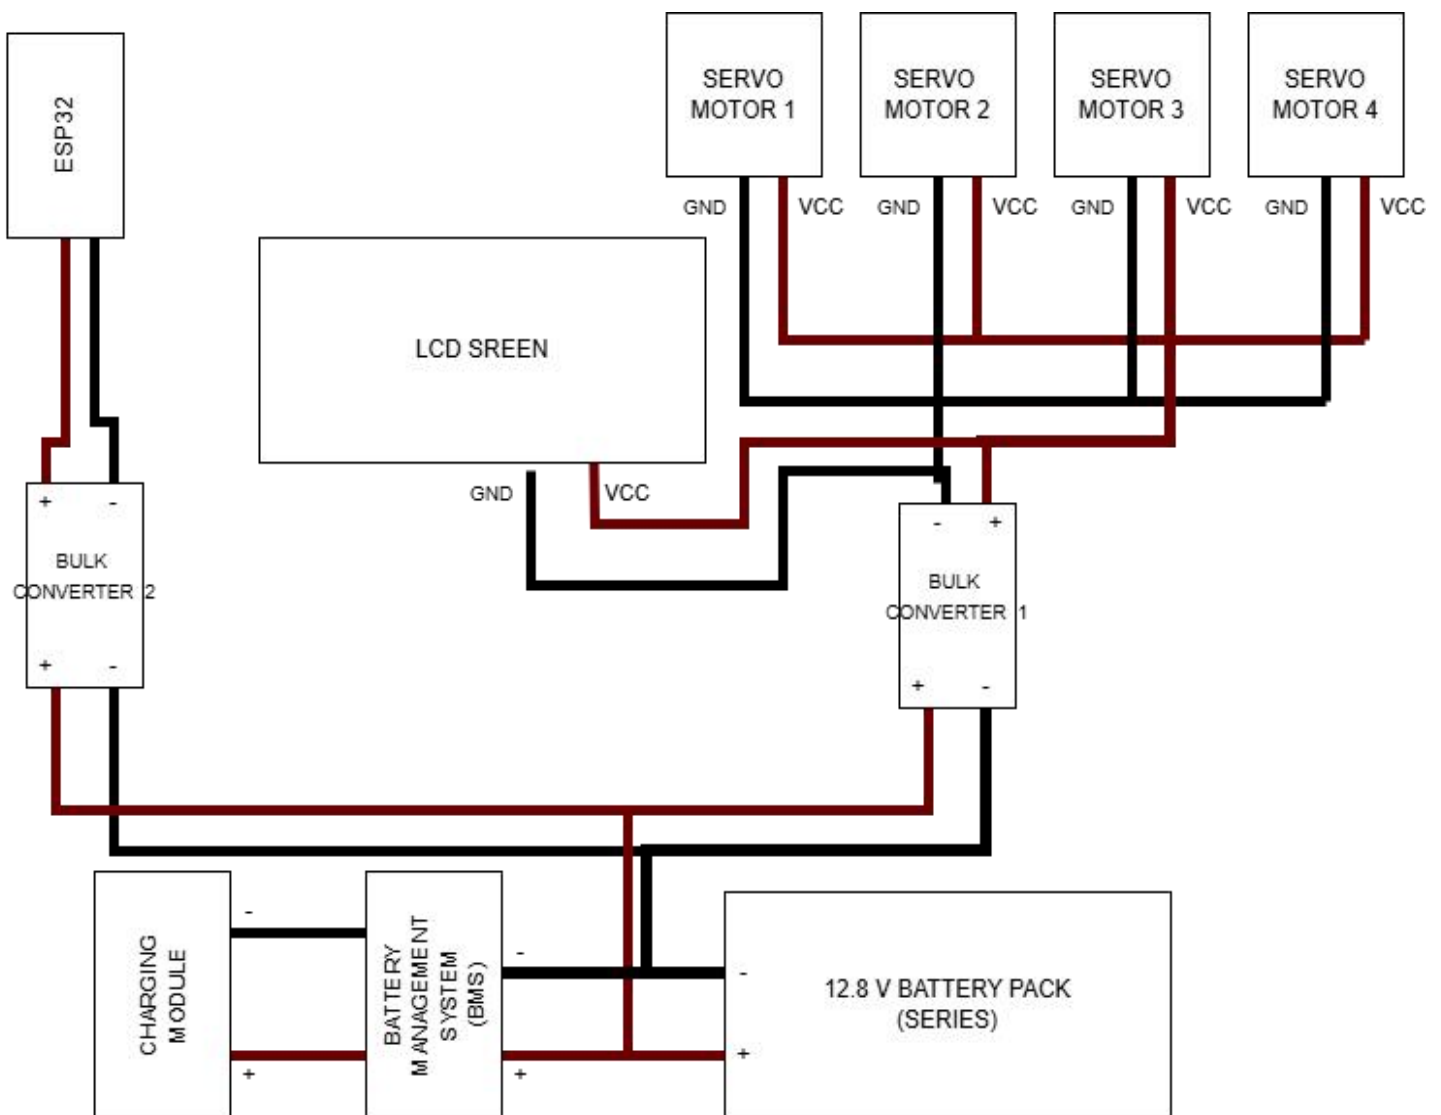 ESP32
SERVO
MOTOR 1
SERVO
MOTOR 2
SERVO
MOTOR 3
SERVO
MOTOR 4
GND
VCC
GND
VCC
GND
VCC
GND
VCC
LCD SREEN
GND
VCC
+
-
BULK
CONVERTER 2
+
-
-
+
BULK
CONVERTER 1
+
-
CHARGING
MODULE
-
+
BATTERY
MANAGEMENT
SYSTEM
(BMS)
-
+
-
12.8 V BATTERY PACK
(SERIES)
+